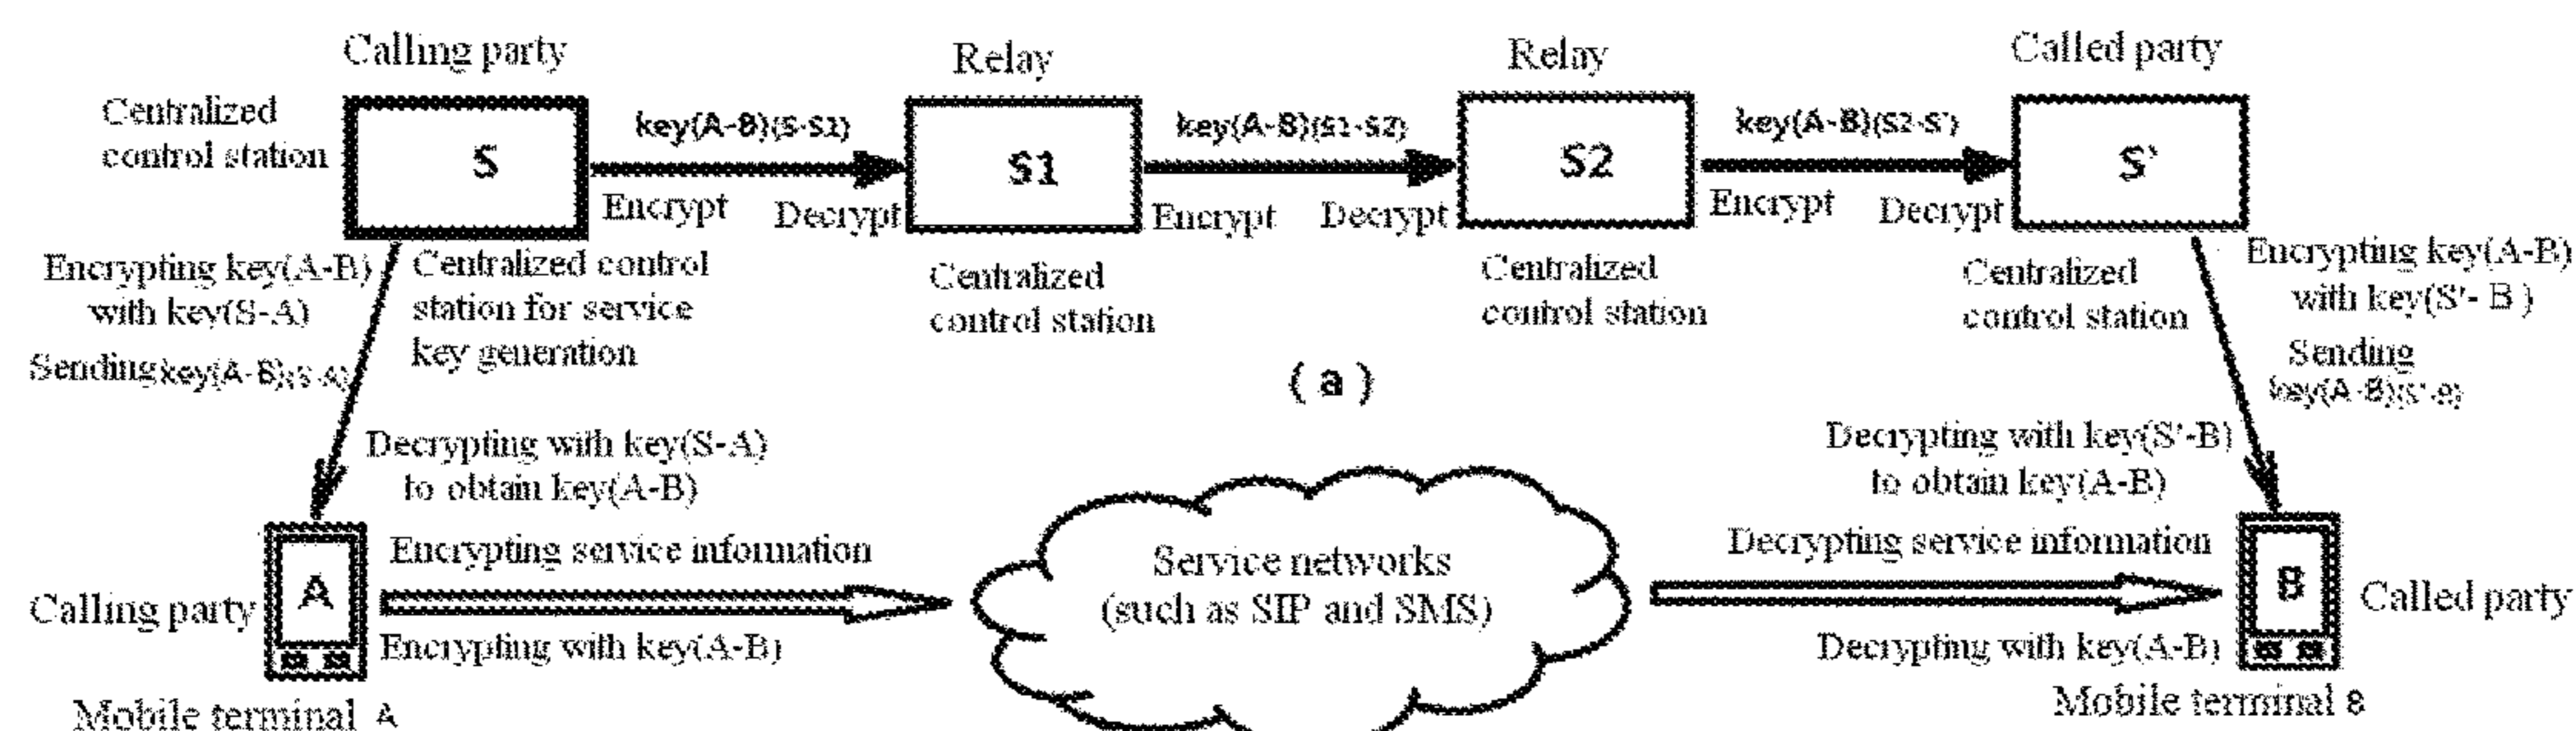 Calling party
Relay
Relay
Called party
Centralized
control station
S
key(A-B)(S-S1)
Encrypt
Decrypt
S1
key(A-B)(S1-S2)
Encrypt
Decrypt
S2
key(A-B)(S2-S')
Encrypt
Decrypt
S'
Encrypting key(A-B)
with key(S-A)
Sending key(A-B)(S-A)
Centralized control
station for service
key generation
Centralized
control station
Centralized
control station
Centralized
control station
Encrypting key(A-B)
with key(S'- B )
Sending
key(A-B)(S'-B)
( a )
Decrypting with key(S-A)
to obtain key(A-B)
Decrypting with key(S'-B)
to obtain key(A-B)
Calling party
A
Encrypting service information
Encrypting with key(A-B)
Service networks
(such as SIP and SMS)
Decrypting service information
Decrypting with key(A-B)
B
Called party
Mobile terminal A
Mobile terminal B